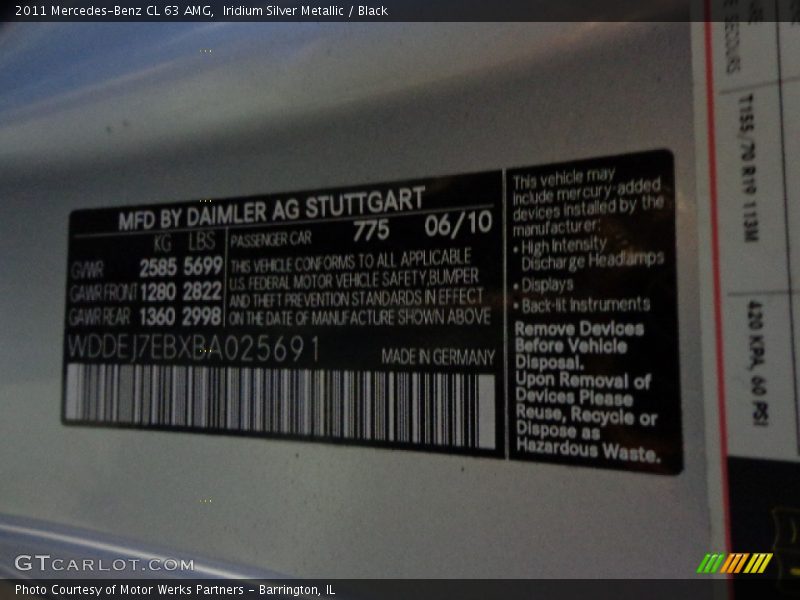 2011 Mercedes-Benz CL 63 AMG, Iridium Silver Metallic / Black
MFD BY DAIMLER AG STUTTGART
KG LBS
PASSENGER CAR 775 06/10
GVWR 2585 5699
GAWR FRONT 1280 2822
GAWR REAR 1360 2998
THIS VEHICLE CONFORMS TO ALL APPLICABLE
U.S. FEDERAL MOTOR VEHICLE SAFETY, BUMPER
AND THEFT PREVENTION STANDARDS IN EFFECT
ON THE DATE OF MANUFACTURE SHOWN ABOVE
WDDEJ7EBXBA025691
MADE IN GERMANY
This vehicle may
include mercury-added
devices installed by the
manufacturer:
• High Intensity
Discharge Headlamps
• Displays
• Back-lit Instruments
Remove Devices
Before Vehicle
Disposal.
Upon Removal of
Devices Please
Reuse, Recycle or
Dispose as
Hazardous Waste.
SECOURS
T155/70 R19 113M
420 KPA, 60 PSI
GTCARLOT.COM
Photo Courtesy of Motor Werks Partners - Barrington, IL